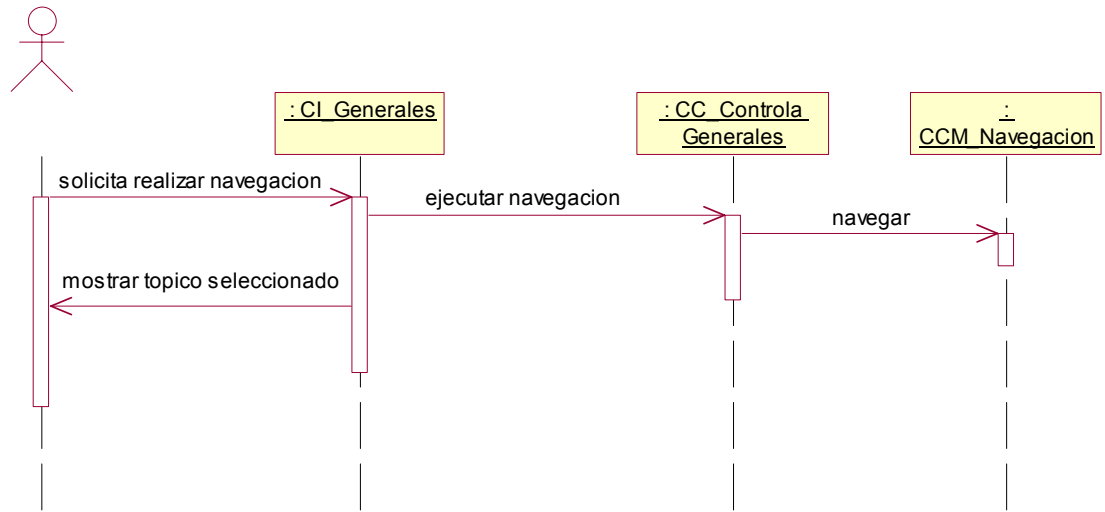 : CI_Generales
: CC_Controla
Generales
:
CCM_Navegacion
solicita realizar navegacion
ejecutar navegacion
navegar
mostrar topico seleccionado